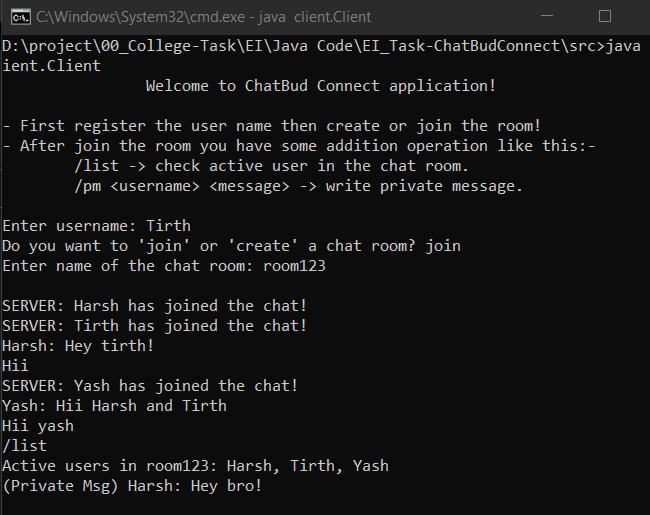 C:\Windows\System32\cmd.exe - java  client.Client
D:\project\00_College-Task\EI\Java Code\EI_Task-ChatBudConnect\src>java
ient.Client
Welcome to ChatBud Connect application!
- First register the user name then create or join the room!
- After join the room you have some addition operation like this:-
/list -> check active user in the chat room.
/pm <username> <message> -> write private message.
Enter username: Tirth
Do you want to 'join' or 'create' a chat room? join
Enter name of the chat room: room123
SERVER: Harsh has joined the chat!
SERVER: Tirth has joined the chat!
Harsh: Hey tirth!
Hii
SERVER: Yash has joined the chat!
Yash: Hii Harsh and Tirth
Hii yash
/list
Active users in room123: Harsh, Tirth, Yash
(Private Msg) Harsh: Hey bro!